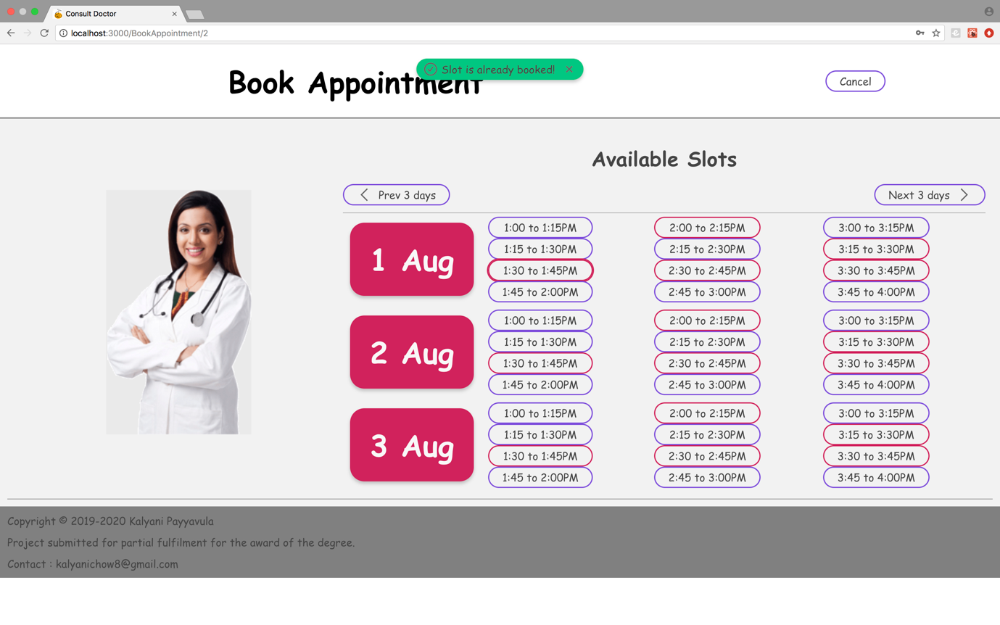 Consult Doctor
localhost:3000/BookAppointment/2
Slot is already booked!
Book Appointment
Cancel
Available Slots
Prev 3 days
Next 3 days
1 Aug
1:00 to 1:15PM
2:00 to 2:15PM
3:00 to 3:15PM
1:15 to 1:30PM
2:15 to 2:30PM
3:15 to 3:30PM
1:30 to 1:45PM
2:30 to 2:45PM
3:30 to 3:45PM
1:45 to 2:00PM
2:45 to 3:00PM
3:45 to 4:00PM
2 Aug
1:00 to 1:15PM
2:00 to 2:15PM
3:00 to 3:15PM
1:15 to 1:30PM
2:15 to 2:30PM
3:15 to 3:30PM
1:30 to 1:45PM
2:30 to 2:45PM
3:30 to 3:45PM
1:45 to 2:00PM
2:45 to 3:00PM
3:45 to 4:00PM
3 Aug
1:00 to 1:15PM
2:00 to 2:15PM
3:00 to 3:15PM
1:15 to 1:30PM
2:15 to 2:30PM
3:15 to 3:30PM
1:30 to 1:45PM
2:30 to 2:45PM
3:30 to 3:45PM
1:45 to 2:00PM
2:45 to 3:00PM
3:45 to 4:00PM
Copyright © 2019-2020 Kalyani Payyavula
Project submitted for partial fulfilment for the award of the degree.
Contact : kalyanichow8@gmail.com